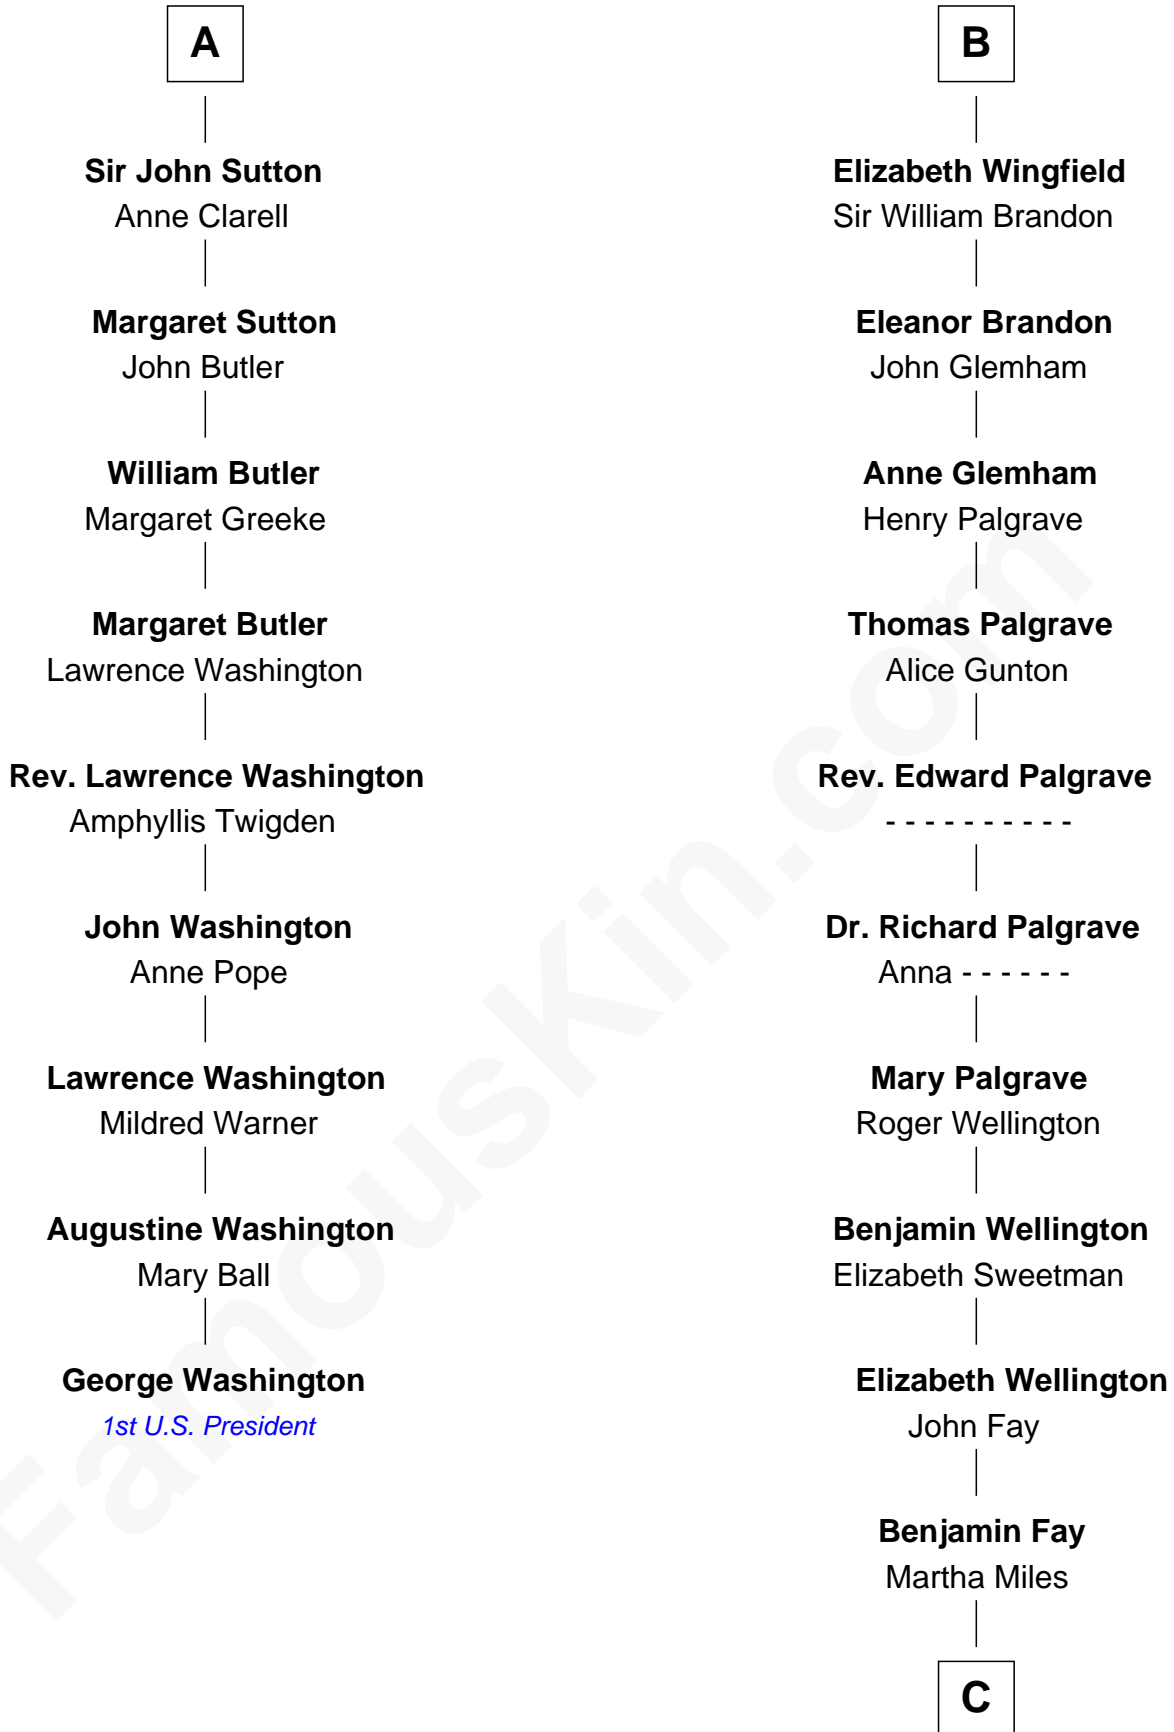 A
Sir John Sutton
Anne Clarell
Margaret Sutton
John Butler
William Butler
Margaret Greeke
Margaret Butler
Lawrence Washington
Rev. Lawrence Washington
Amphyllis Twigden
John Washington
Anne Pope
Lawrence Washington
Mildred Warner
Augustine Washington
Mary Ball
George Washington
1st U.S. President
B
Elizabeth Wingfield
Sir William Brandon
Eleanor Brandon
John Glemham
Anne Glemham
Henry Palgrave
Thomas Palgrave
Alice Gunton
Rev. Edward Palgrave
- - - - - - - - - -
Dr. Richard Palgrave
Anna - - - - - -
Mary Palgrave
Roger Wellington
Benjamin Wellington
Elizabeth Sweetman
Elizabeth Wellington
John Fay
Benjamin Fay
Martha Miles
C
FamousKin.com